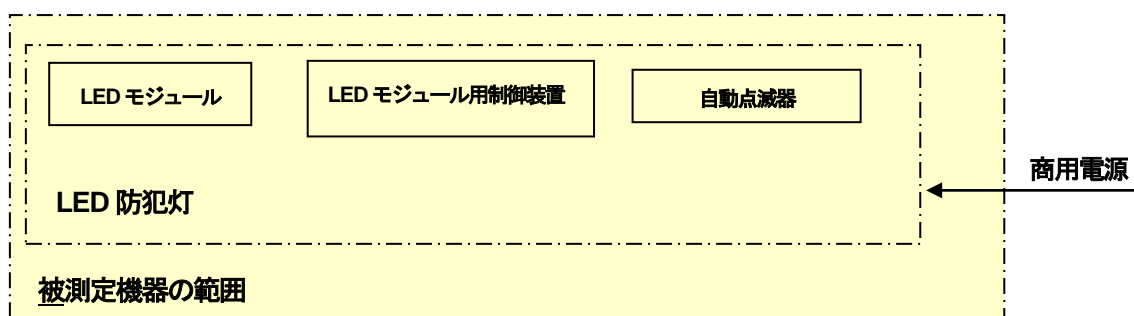 LED モジュール
LED モジュール用制御装置
自動点滅器
商用電源
LED 防犯灯
被測定機器の範囲